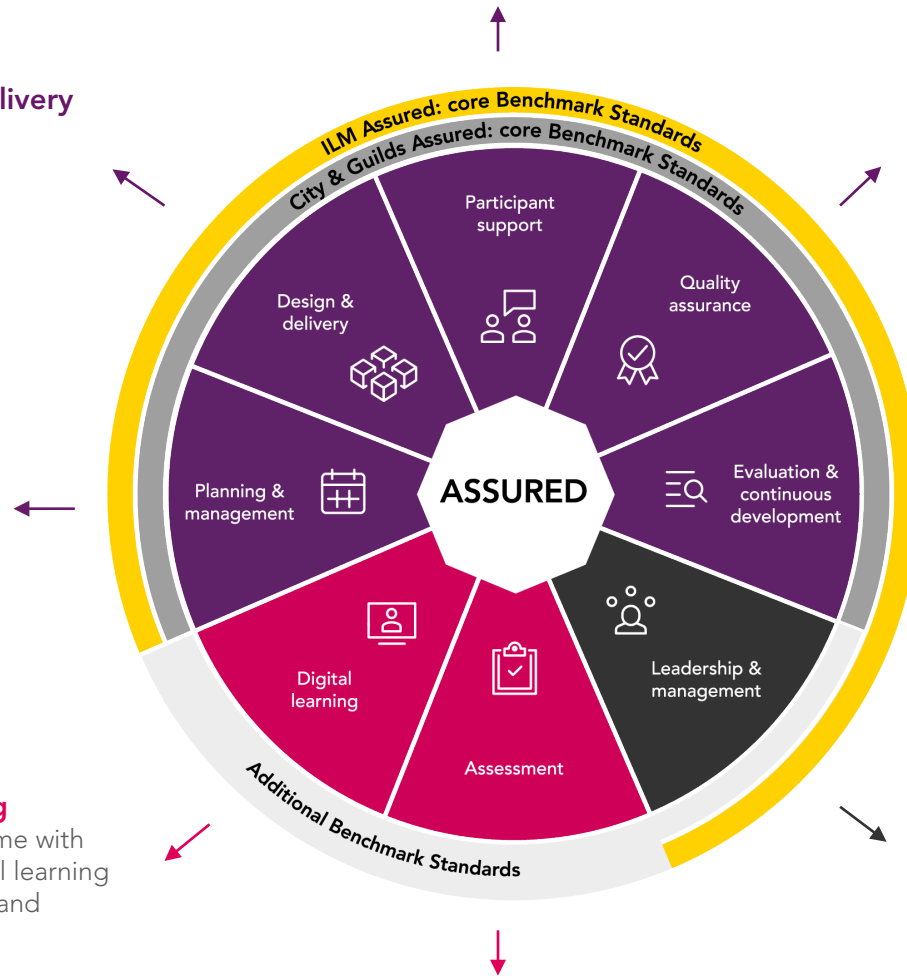 livery
ILM Assured: core Benchmark Standards
City & Guilds Assured: core Benchmark Standards
Participant
support
Quality
assurance
Design &
delivery
Evaluation &
continuous
development
Planning &
management
ASSURED
Digital
learning
Assessment
Leadership &
management
Additional Benchmark Standards
g
me with
l learning
and